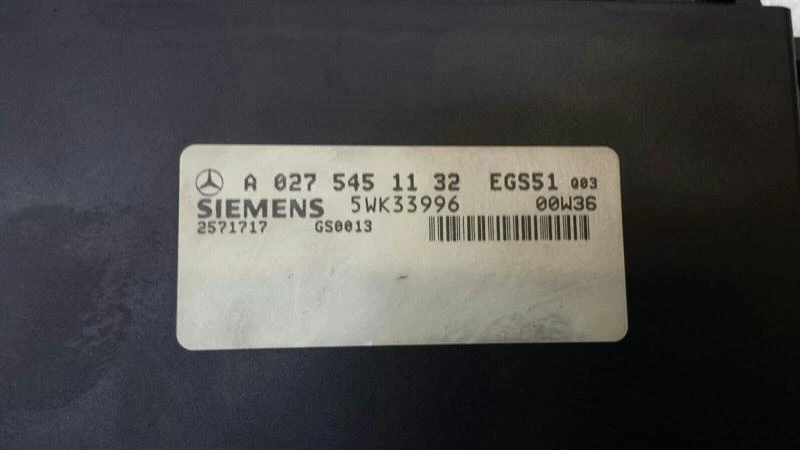 A 027 545 11 32 EGS51 Q03
SIEMENS 5WK33996 00W36
2571717 GS0013